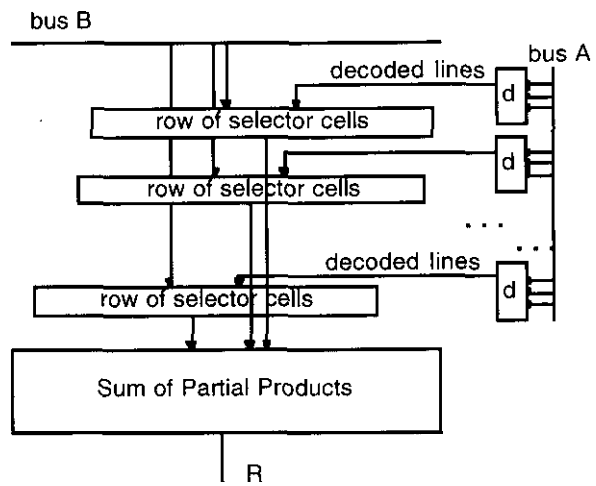 bus B
bus A
decoded lines
d
row of selector cells
d
row of selector cells
. . .
. . .
decoded lines
d
row of selector cells
Sum of Partial Products
R